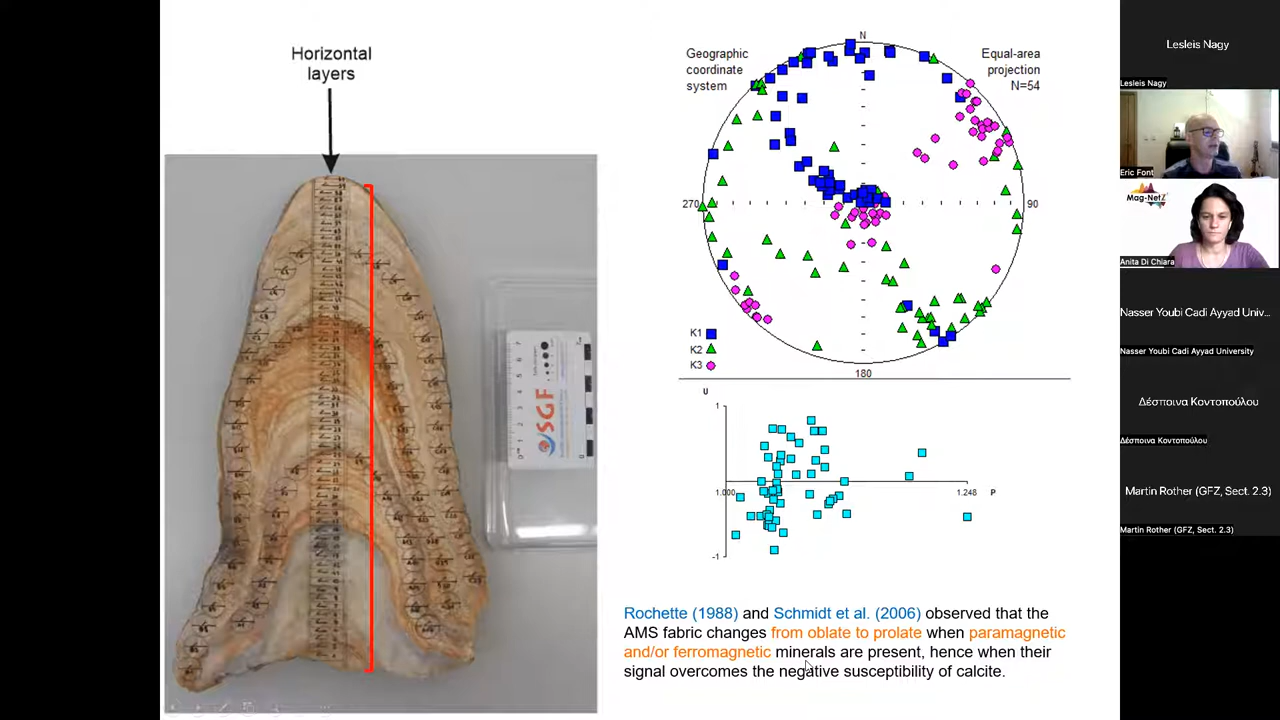 Horizontal
layers
SGF
Geographic
coordinate
system
N
Equal-area
projection
N=54
270
90
K1
K2
K3
180
U
1
1.000
1.248
P
-1
Rochette (1988) and Schmidt et al. (2006) observed that the
AMS fabric changes from oblate to prolate when paramagnetic
and/or ferromagnetic minerals are present, hence when their
signal overcomes the negative susceptibility of calcite.
Lesleis Nagy
Lesleis Nagy
Eric Font
Mag-NetZ
Anita Di Chiara
Nasser Youbi Cadi Ayyad Univ...
Nasser Youbi Cadi Ayyad University
Δέσποινα Κοντοπούλου
Δέσποινα Κοντοπούλου
Martin Rother (GFZ, Sect. 2.3)
Martin Rother (GFZ, Sect. 2.3)